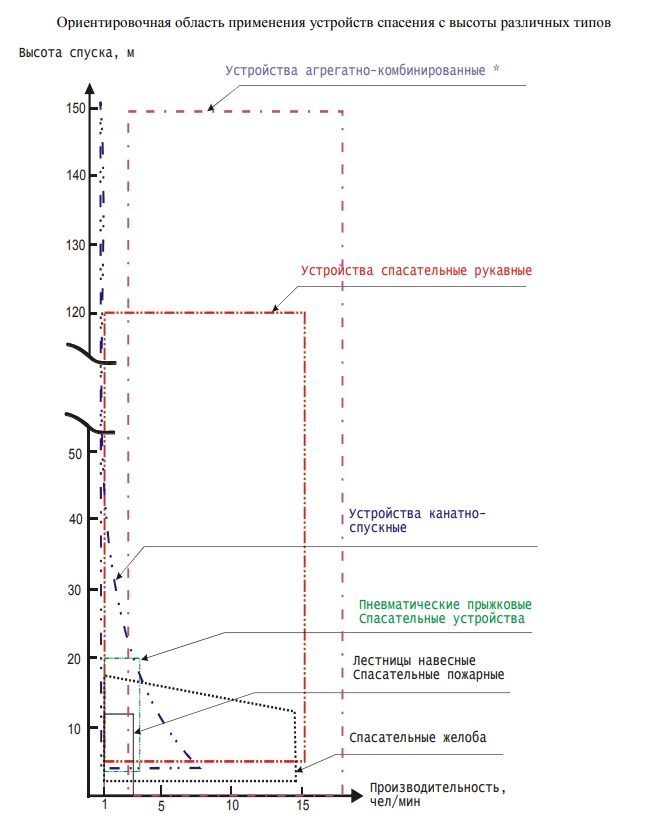 Ориентировочная область применения устройств спасения с высоты различных типов
Высота спуска, м
Устройства агрегатно-комбинированные *
150
140
130
Устройства спасательные рукавные
120
50
Устройства канатно-
спускные
40
30
Пневматические прыжковые
Спасательные устройства
20
Лестницы навесные
Спасательные пожарные
10
Спасательные желоба
Производительность,
чел/мин
1 5 10 15